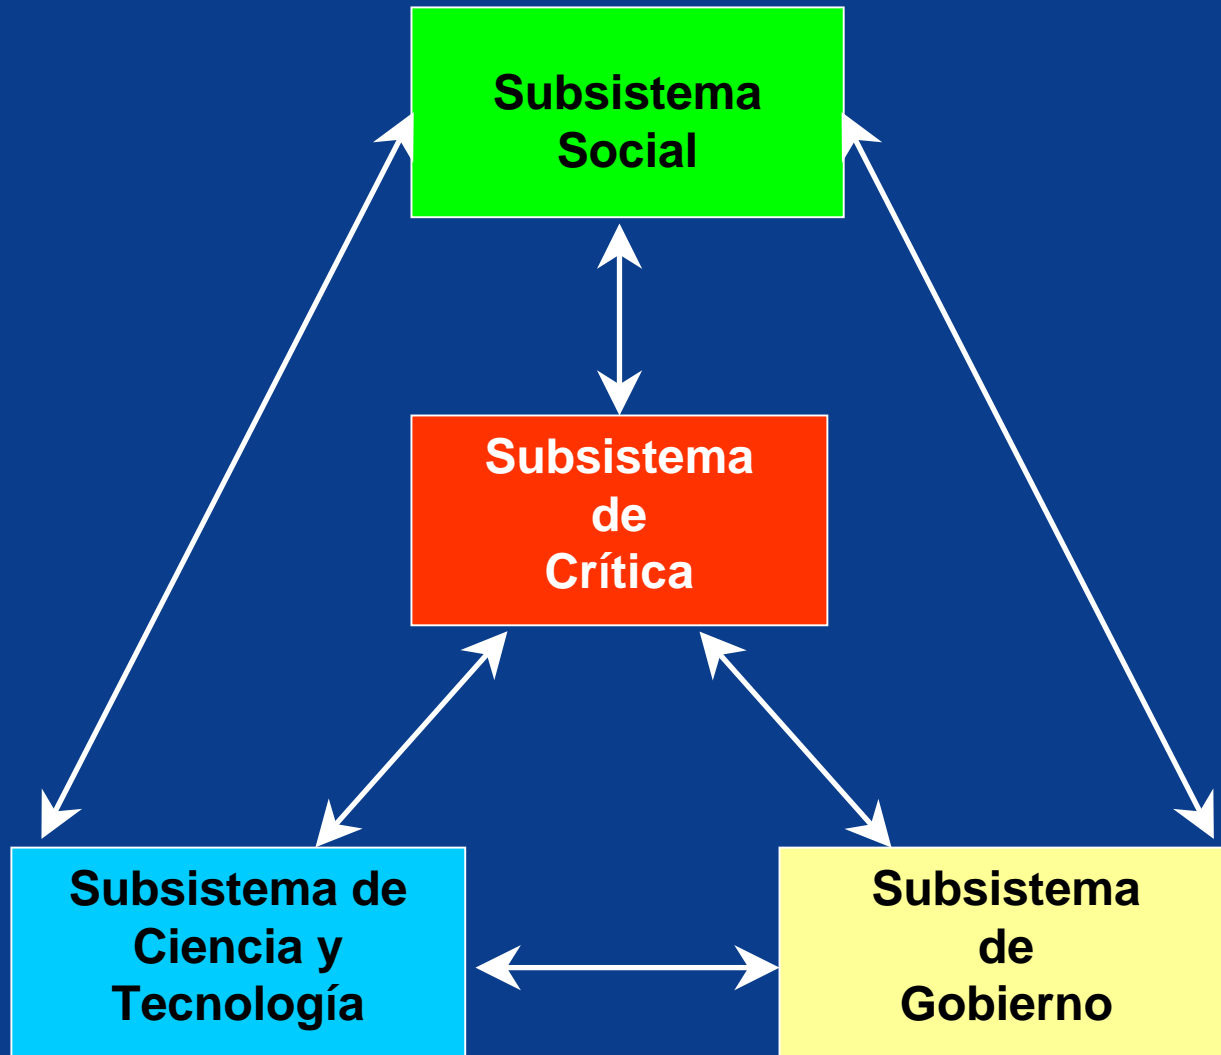 Subsistema
Social
Subsistema
de
Crítica
Subsistema de
Ciencia y
Tecnología
Subsistema
de
Gobierno